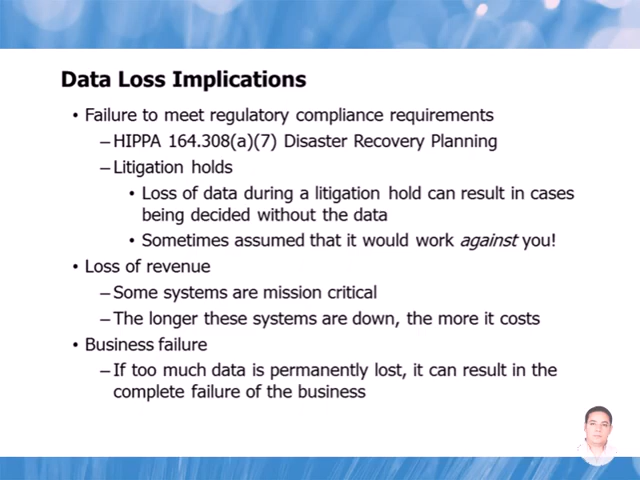 Data Loss Implications
• Failure to meet regulatory compliance requirements
– HIPPA 164.308(a)(7) Disaster Recovery Planning
– Litigation holds
• Loss of data during a litigation hold can result in cases
being decided without the data
• Sometimes assumed that it would work against you!
• Loss of revenue
– Some systems are mission critical
– The longer these systems are down, the more it costs
• Business failure
– If too much data is permanently lost, it can result in the
complete failure of the business